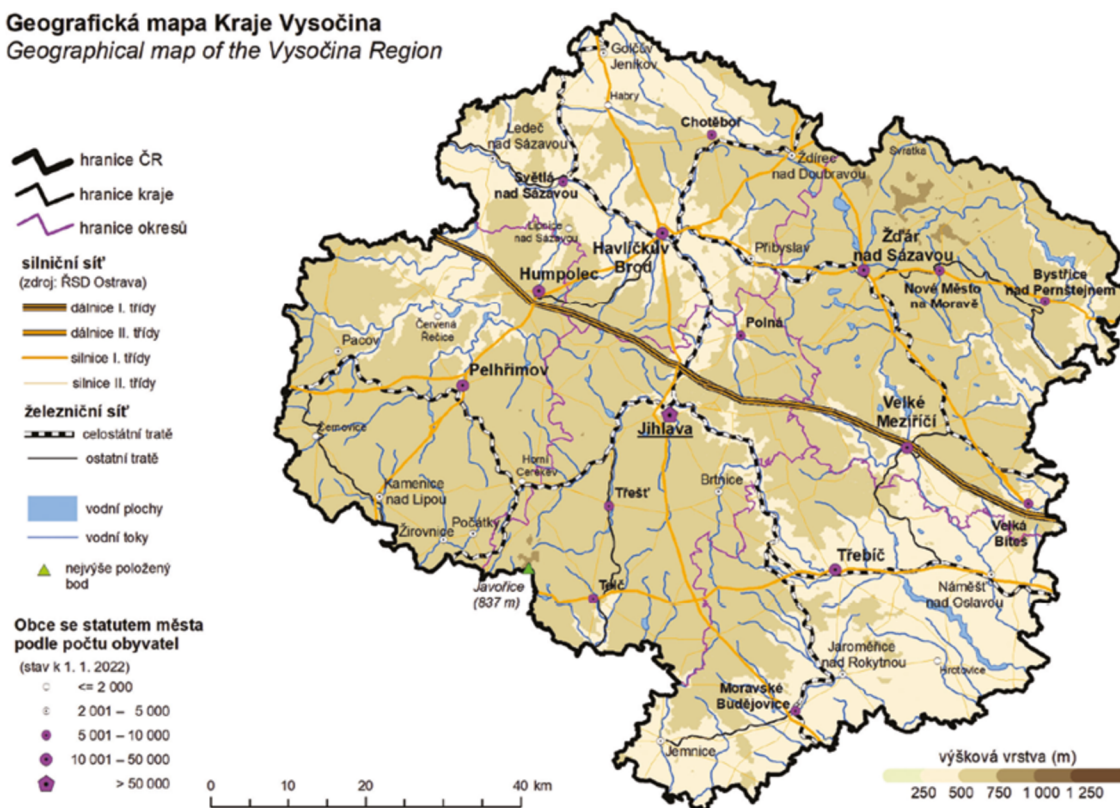 Geografická mapa Kraje Vysočina
Geographical map of the Vysočina Region
hranice ČR
hranice kraje
hranice okresů
silniční síť
(zdroj: ŘSD Ostrava)
dálnice I. třídy
dálnice II. třídy
silnice I. třídy
silnice II. třídy
železniční síť
celostátní tratě
ostatní tratě
vodní plochy
vodní toky
nejvýše položený
bod
Obce se statutem města
podle počtu obyvatel
(stav k 1. 1. 2022)
<= 2 000
2 001 – 5 000
5 001 – 10 000
10 001 – 50 000
> 50 000
Golčův
Jeníkov
Habry
Chotěboř
Ledeč
nad Sázavou
Ždírec
nad Doubravou
Svratka
Světlá
nad Sázavou
Lipnice
nad Sázavou
Havlíčkův
Brod
Přibyslav
Žďár
nad Sázavou
Humpolec
Nové Město
na Moravě
Bystřice
nad Pernštejnem
Červená
Řečice
Polná
Pacov
Pelhřimov
Velké
Meziříčí
Černovice
Jihlava
Horní
Cerekev
Brtnice
Kamenice
nad Lipou
Třešť
Velká
Bíteš
Žirovnice
Počátky
Javořice
(837 m)
Telč
Třebíč
Náměšť
nad Oslavou
Jaroměřice
nad Rokytnou
Hrotovice
Moravské
Budějovice
Jemnice
0 10 20 40 km
výšková vrstva (m)
250 500 750 1 000 1 250